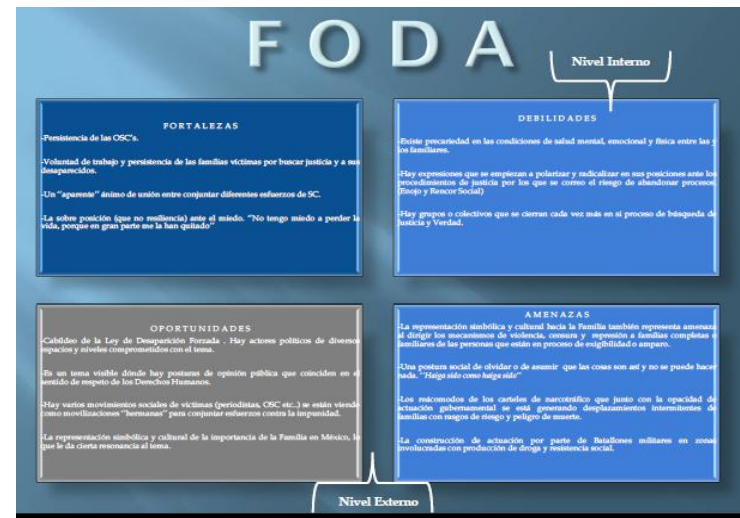 FODA
Nivel Interno
FORTALEZAS
-Persistencia de las OSC's.
-Voluntad de trabajo y persistencia de las familias víctimas por buscar justicia y a sus
desaparecidos.
-Un "aparente" ánimo de unión entre conjuntar diferentes esfuerzos de SC.
-La sobre posición (que no resiliencia) ante el miedo. "No tengo miedo a perder la
vida, porque en gran parte me la han quitado"
DEBILIDADES
-Existe precariedad en las condiciones de salud mental, emocional y física entre las y
los familiares.
-Hay expresiones que se empiezan a polarizar y radicalizar en sus posiciones ante los
procedimientos de justicia por los que se correo el riesgo de abandonar procesos.
(Enojo y Rencor Social)
-Hay grupos o colectivos que se cierran cada vez más en si proceso de búsqueda de
Justicia y Verdad.
OPORTUNIDADES
-Cabildeo de la Ley de Desaparición Forzada . Hay actores políticos de diversos
espacios y niveles comprometidos con el tema.
-Es un tema visible dónde hay posturas de opinión pública que coinciden en el
sentido de respeto de los Derechos Humanos.
-Hay varios movimientos sociales de víctimas (periodistas, OSC etc..) se están viendo
como movilizaciones "hermanas" para conjuntar esfuerzos contra la impunidad.
-La representación simbólica y cultural de la importancia de la Familia en México, lo
que le da cierta resonancia al tema.
AMENAZAS
-La representación simbólica y cultural hacia la Familia también representa amenaza
al dirigir los mecanismos de violencia, censura y represión a familias completas o
familiares de las personas que están en proceso de exigibilidad o amparo.
-Una postura social de olvidar o de asumir que las cosas son así y no se puede hacer
nada. "Haiga sido como haiga sido"
-Los reácomodos de los carteles de narcotráfico que junto con la opacidad de
actuación gubernamental se está generando desplazamientos intermitentes de
familias con rasgos de riesgo y peligro de muerte.
-La construcción de actuación por parte de Batallones militares en zonas
involucradas con producción de droga y resistencia social.
Nivel Externo